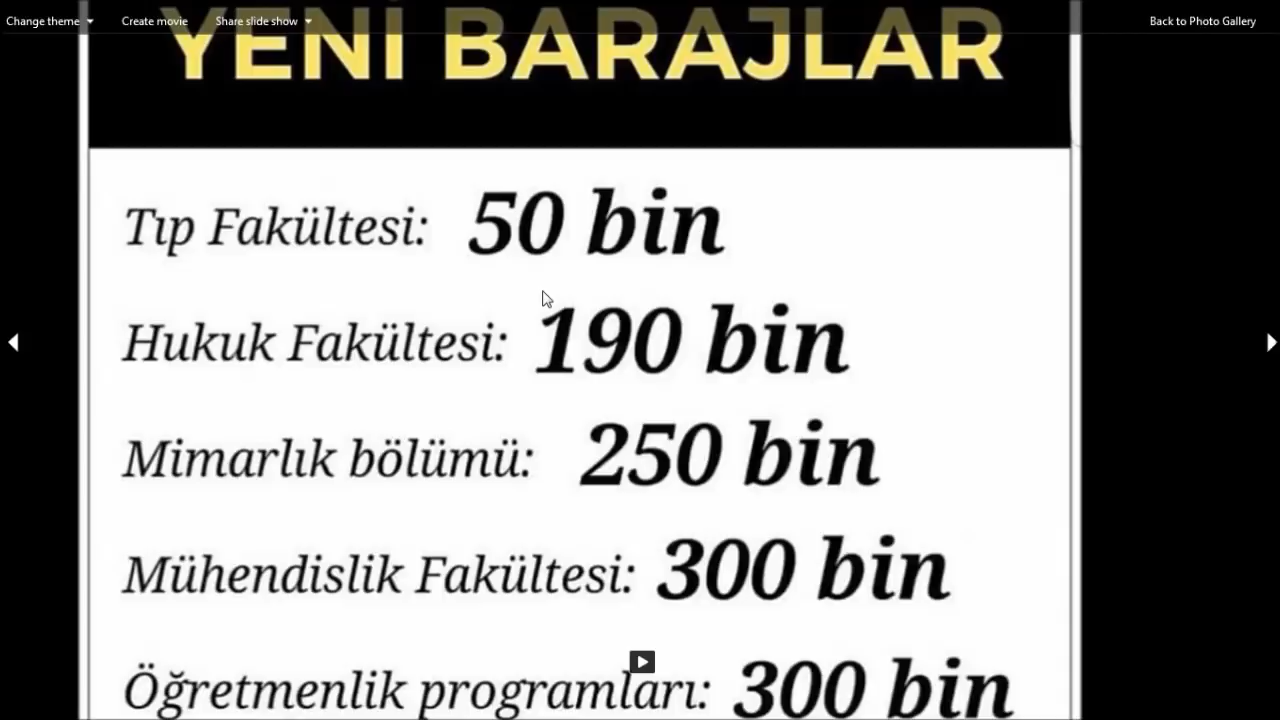 Change theme
Create movie
Share slide show
Back to Photo Gallery
YENİ BARAJLAR
Tıp Fakültesi: 50 bin
Hukuk Fakültesi: 190 bin
Mimarlık bölümü: 250 bin
Mühendislik Fakültesi: 300 bin
Öğretmenlik programları: 300 bin